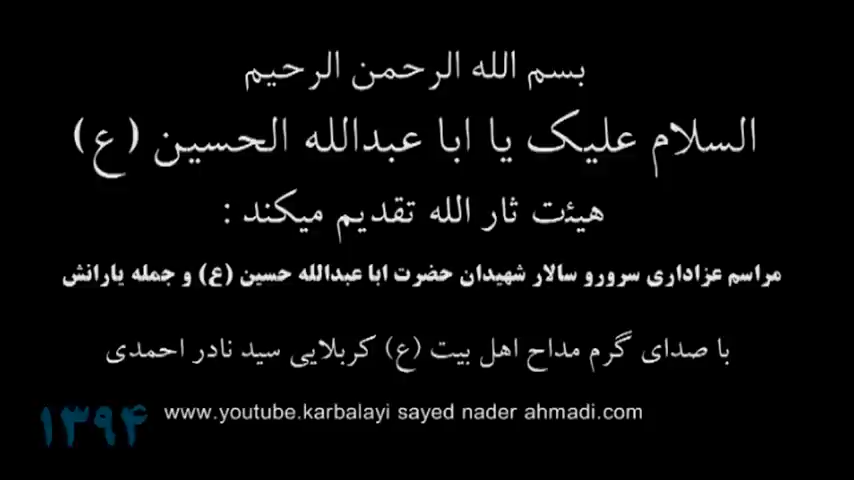 بسم الله الرحمن الرحیم
السلام علیک یا ابا عبدالله الحسین (ع)
هیئت ثار الله تقدیم میکند :
مراسم عزاداری سرورو سالار شهیدان حضرت ابا عبدالله حسین (ع) و جمله یارانش
با صدای گرم مداح اهل بیت (ع) کربلایی سید نادر احمدی
www.youtube.karbalayi sayed nader ahmadi.com
۱۳۹۴